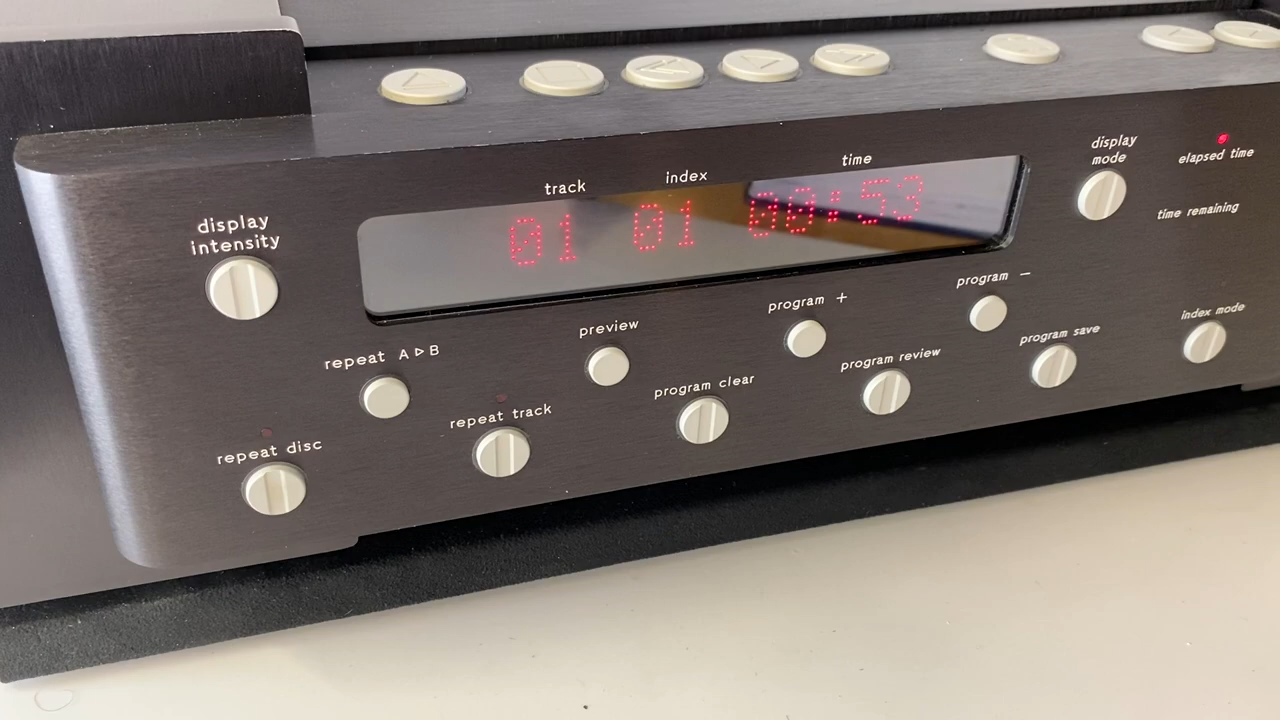 display
intensity
track
index
time
01 01 00:53
display
mode
elapsed time
time remaining
repeat A▷B
preview
program +
program −
repeat disc
repeat track
program clear
program review
program save
index mode